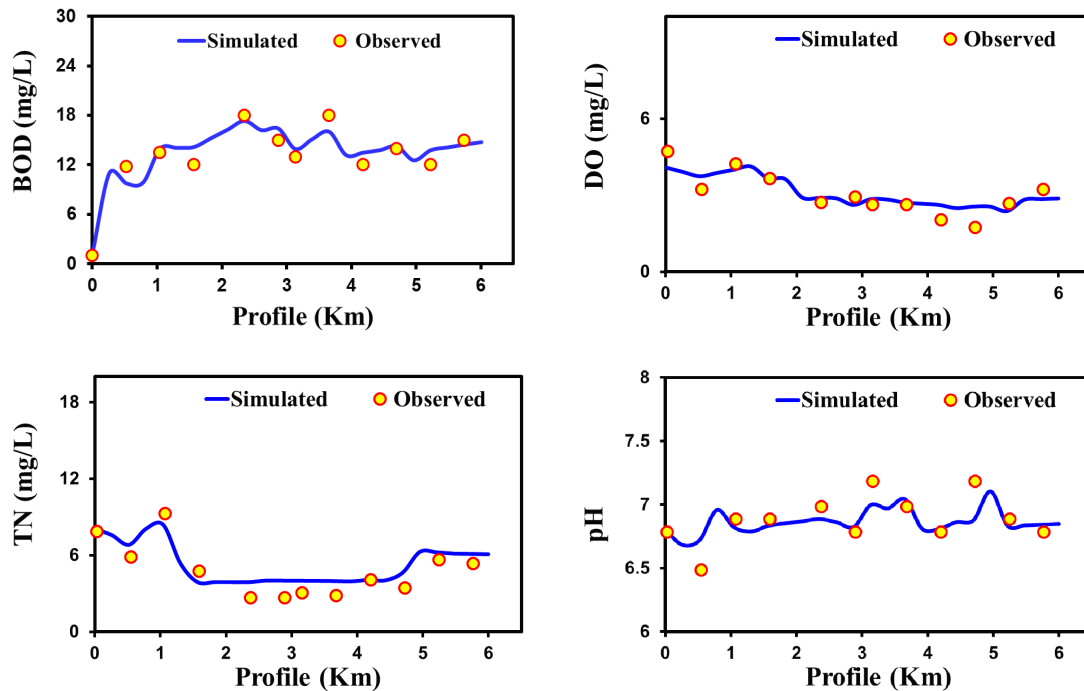 30
24
18
12
6
0
BOD (mg/L)
Simulated Observed
0 1 2 3 4 5 6
Profile (Km)
6
0
DO (mg/L)
Simulated Observed
0 1 2 3 4 5 6
Profile (Km)
18
12
6
0
TN (mg/L)
Simulated Observed
0 1 2 3 4 5 6
Profile (Km)
8
7.5
7
6.5
6
pH
Simulated Observed
0 1 2 3 4 5 6
Profile (Km)